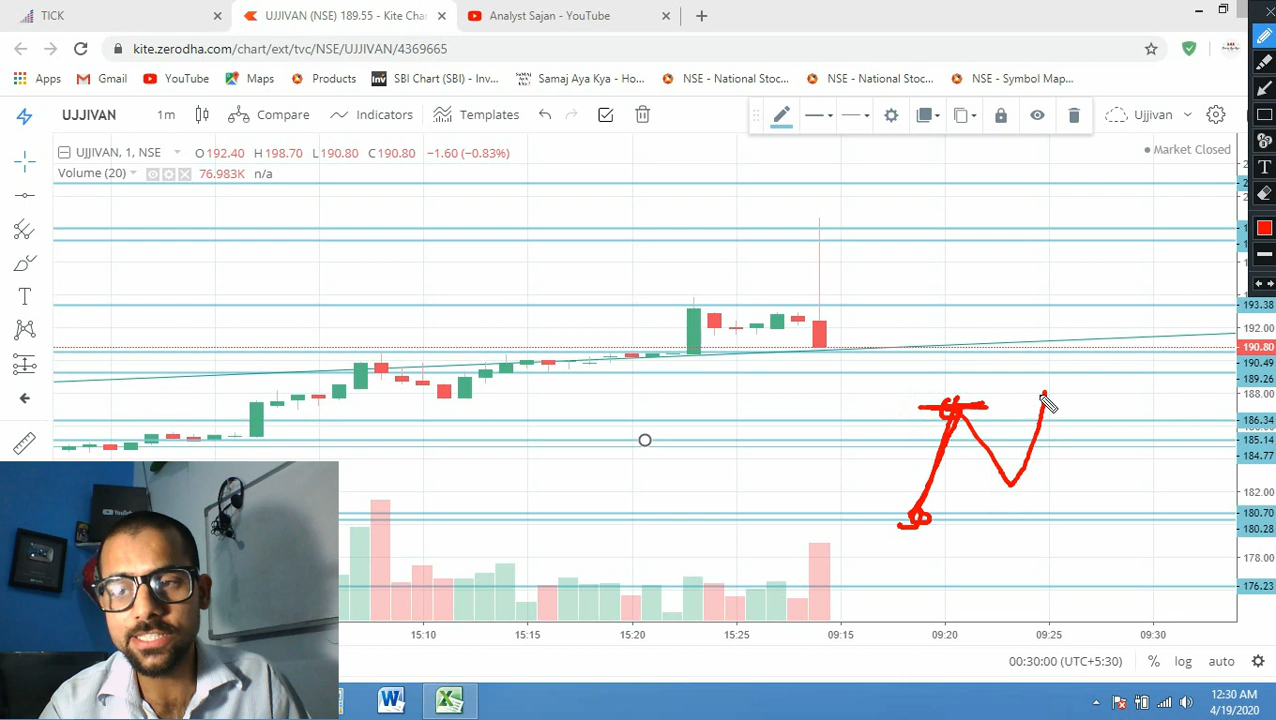 TICK
UJJIVAN (NSE) 189.55 - Kite Cha
Analyst Sajan - YouTube
kite.zerodha.com/chart/ext/tvc/NSE/UJJIVAN/4369665
Apps
Gmail
YouTube
Maps
Products
SBI Chart (SBI) - Inv...
Samaj Aya Kya - Ho...
NSE - National Stoc...
NSE - National Stoc...
NSE - Symbol Map...
UJJIVAN
1m
Compare
Indicators
Templates
Ujjivan
UJJIVAN, 1, NSE
O192.40 H198.70 L190.80 C190.80 −1.60 (−0.83%)
Market Closed
Volume (20)
76.983K n/a
193.38
192.00
190.80
190.49
189.26
188.00
186.34
185.14
184.77
182.00
180.70
180.28
178.00
176.23
15:10
15:15
15:20
15:25
09:15
09:20
09:25
09:30
00:30:00 (UTC+5:30)
%
log
auto
12:30 AM
4/19/2020